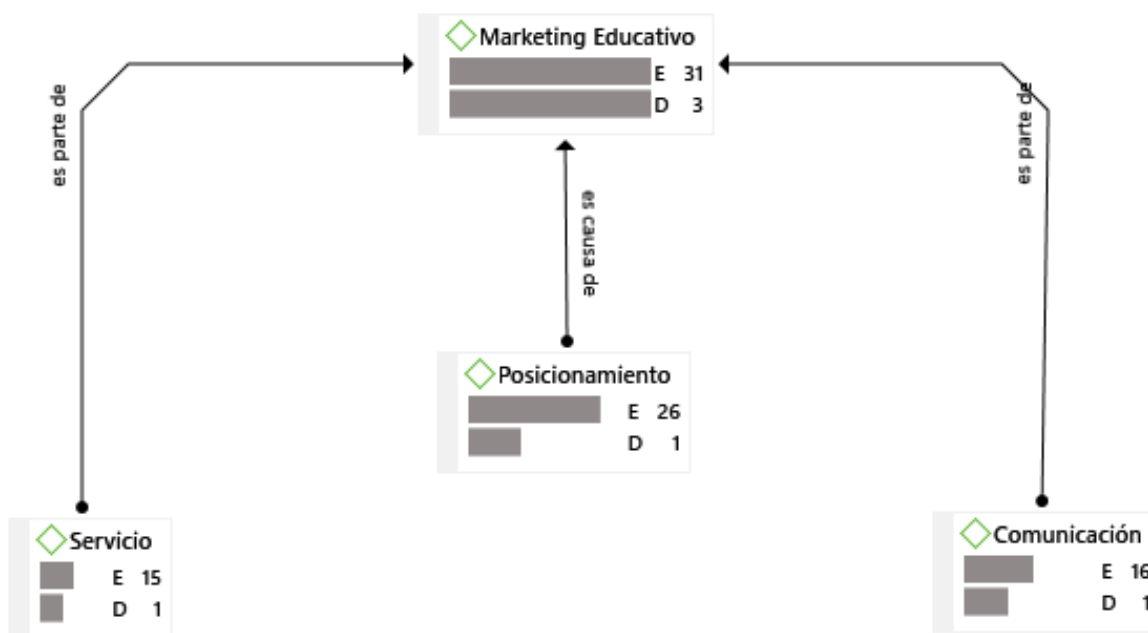 Marketing Educativo
E 31
D 3
es parte de
es parte de
es causa de
Posicionamiento
E 26
D 1
Servicio
E 15
D 1
Comunicación
E 16
D 1